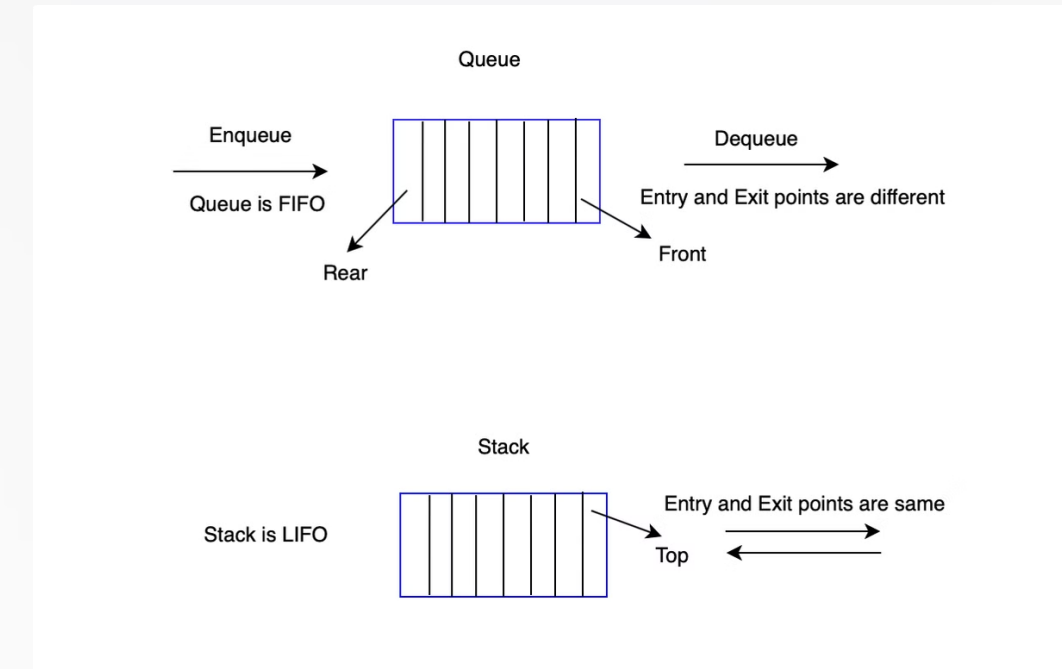 Queue
Enqueue
Dequeue
Queue is FIFO
Entry and Exit points are different
Front
Rear
Stack
Entry and Exit points are same
Stack is LIFO
Top